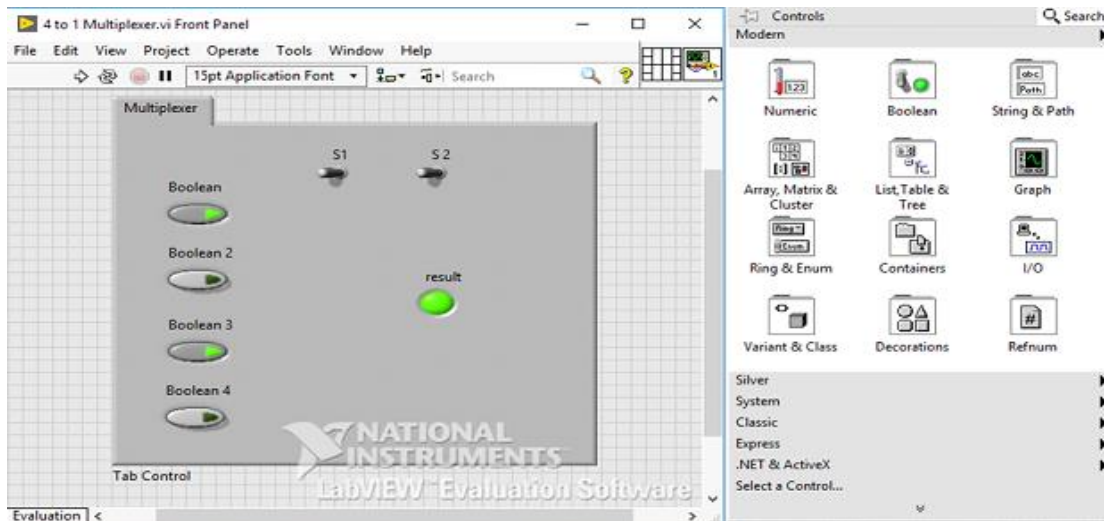 4 to 1 Multiplexer.vi Front Panel
File Edit View Project Operate Tools Window Help
15pt Application Font Search
Multiplexer
S1 S 2
Boolean
Boolean 2
result
Boolean 3
Boolean 4
NATIONAL
INSTRUMENTS
LabVIEW™ Evaluation Software
Tab Control
Evaluation
Controls Search
Modern
Numeric Boolean String & Path
Array, Matrix & Cluster List, Table & Tree Graph
Ring & Enum Containers I/O
Variant & Class Decorations Refnum
Silver
System
Classic
Express
.NET & ActiveX
Select a Control...